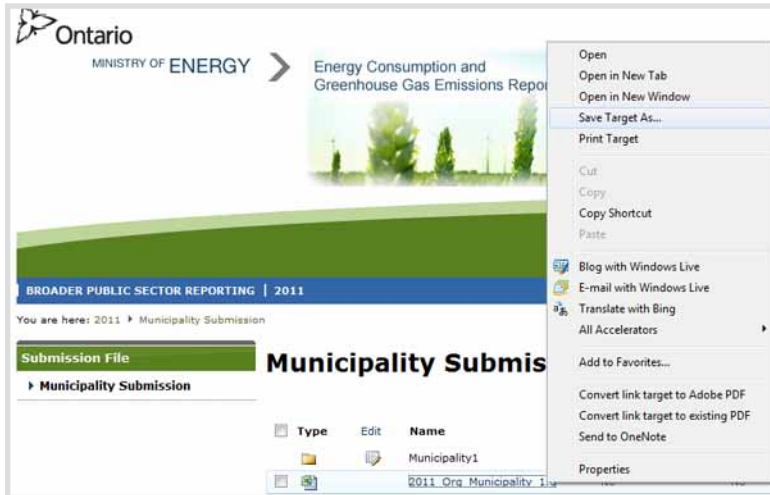 Ontario
MINISTRY OF ENERGY
Energy Consumption and
Greenhouse Gas Emissions Repo
BROADER PUBLIC SECTOR REPORTING | 2011
You are here: 2011 Municipality Submission
Submission File
Municipality Submission
Municipality Submis
Type Edit Name
Municipality1
2011_Org_Municipality_1
Open
Open in New Tab
Open in New Window
Save Target As...
Print Target
Cut
Copy
Copy Shortcut
Paste
Blog with Windows Live
E-mail with Windows Live
Translate with Bing
All Accelerators
Add to Favorites...
Convert link target to Adobe PDF
Convert link target to existing PDF
Send to OneNote
Properties